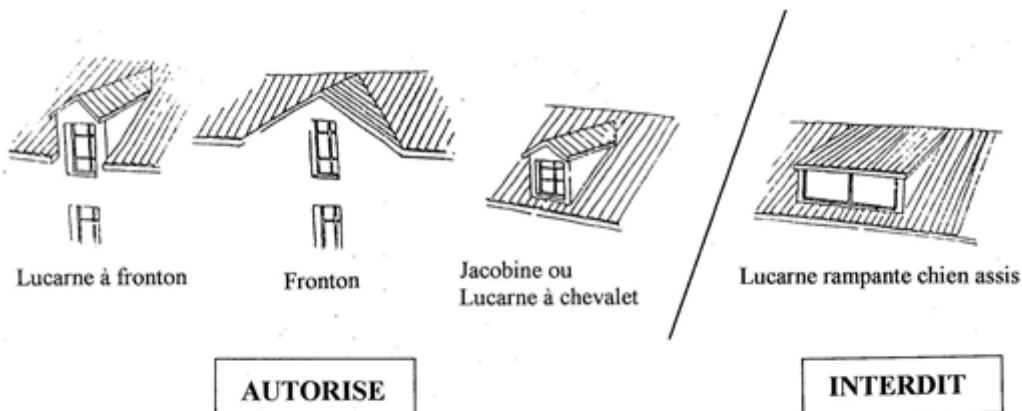 Lucarne à fronton
Fronton
Jacobine ou
Lucarne à chevalet
Lucarne rampante chien assis
AUTORISE
INTERDIT